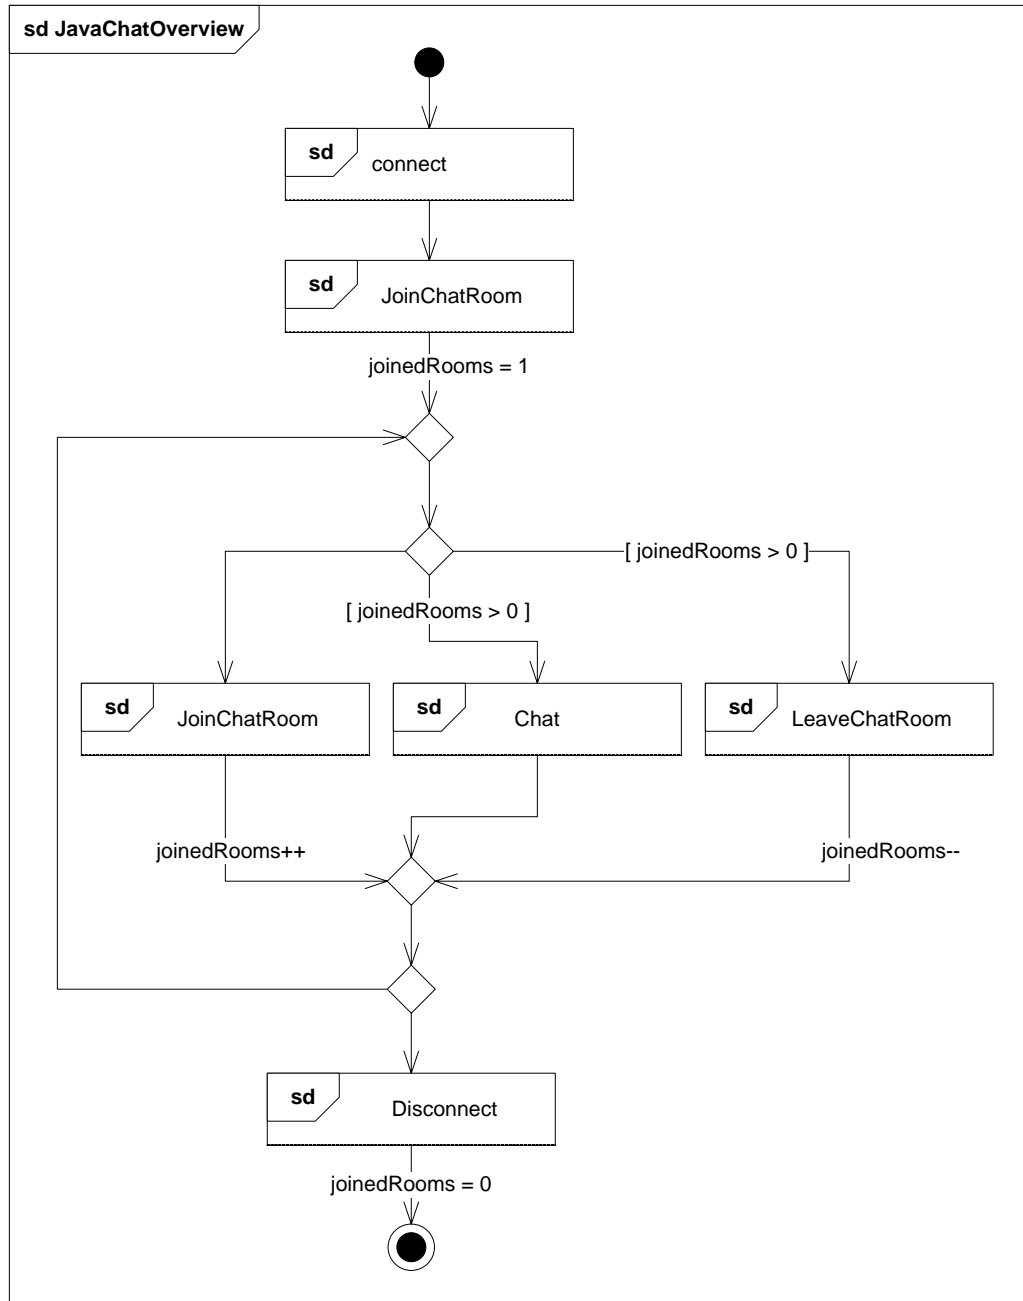 sd JavaChatOverview
sd
connect
sd
JoinChatRoom
joinedRooms = 1
[ joinedRooms > 0 ]
[ joinedRooms > 0 ]
sd
JoinChatRoom
sd
Chat
sd
LeaveChatRoom
joinedRooms++
joinedRooms--
sd
Disconnect
joinedRooms = 0